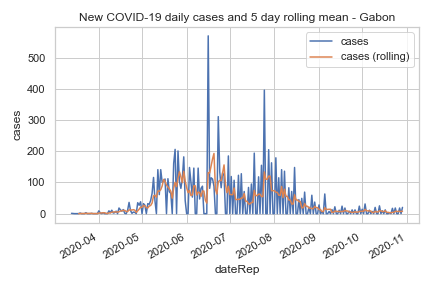 New COVID-19 daily cases and 5 day rolling mean - Gabon
cases
cases (rolling)
500
400
300
200
100
0
cases
2020-04
2020-05
2020-06
2020-07
2020-08
2020-09
2020-10
2020-11
dateRep